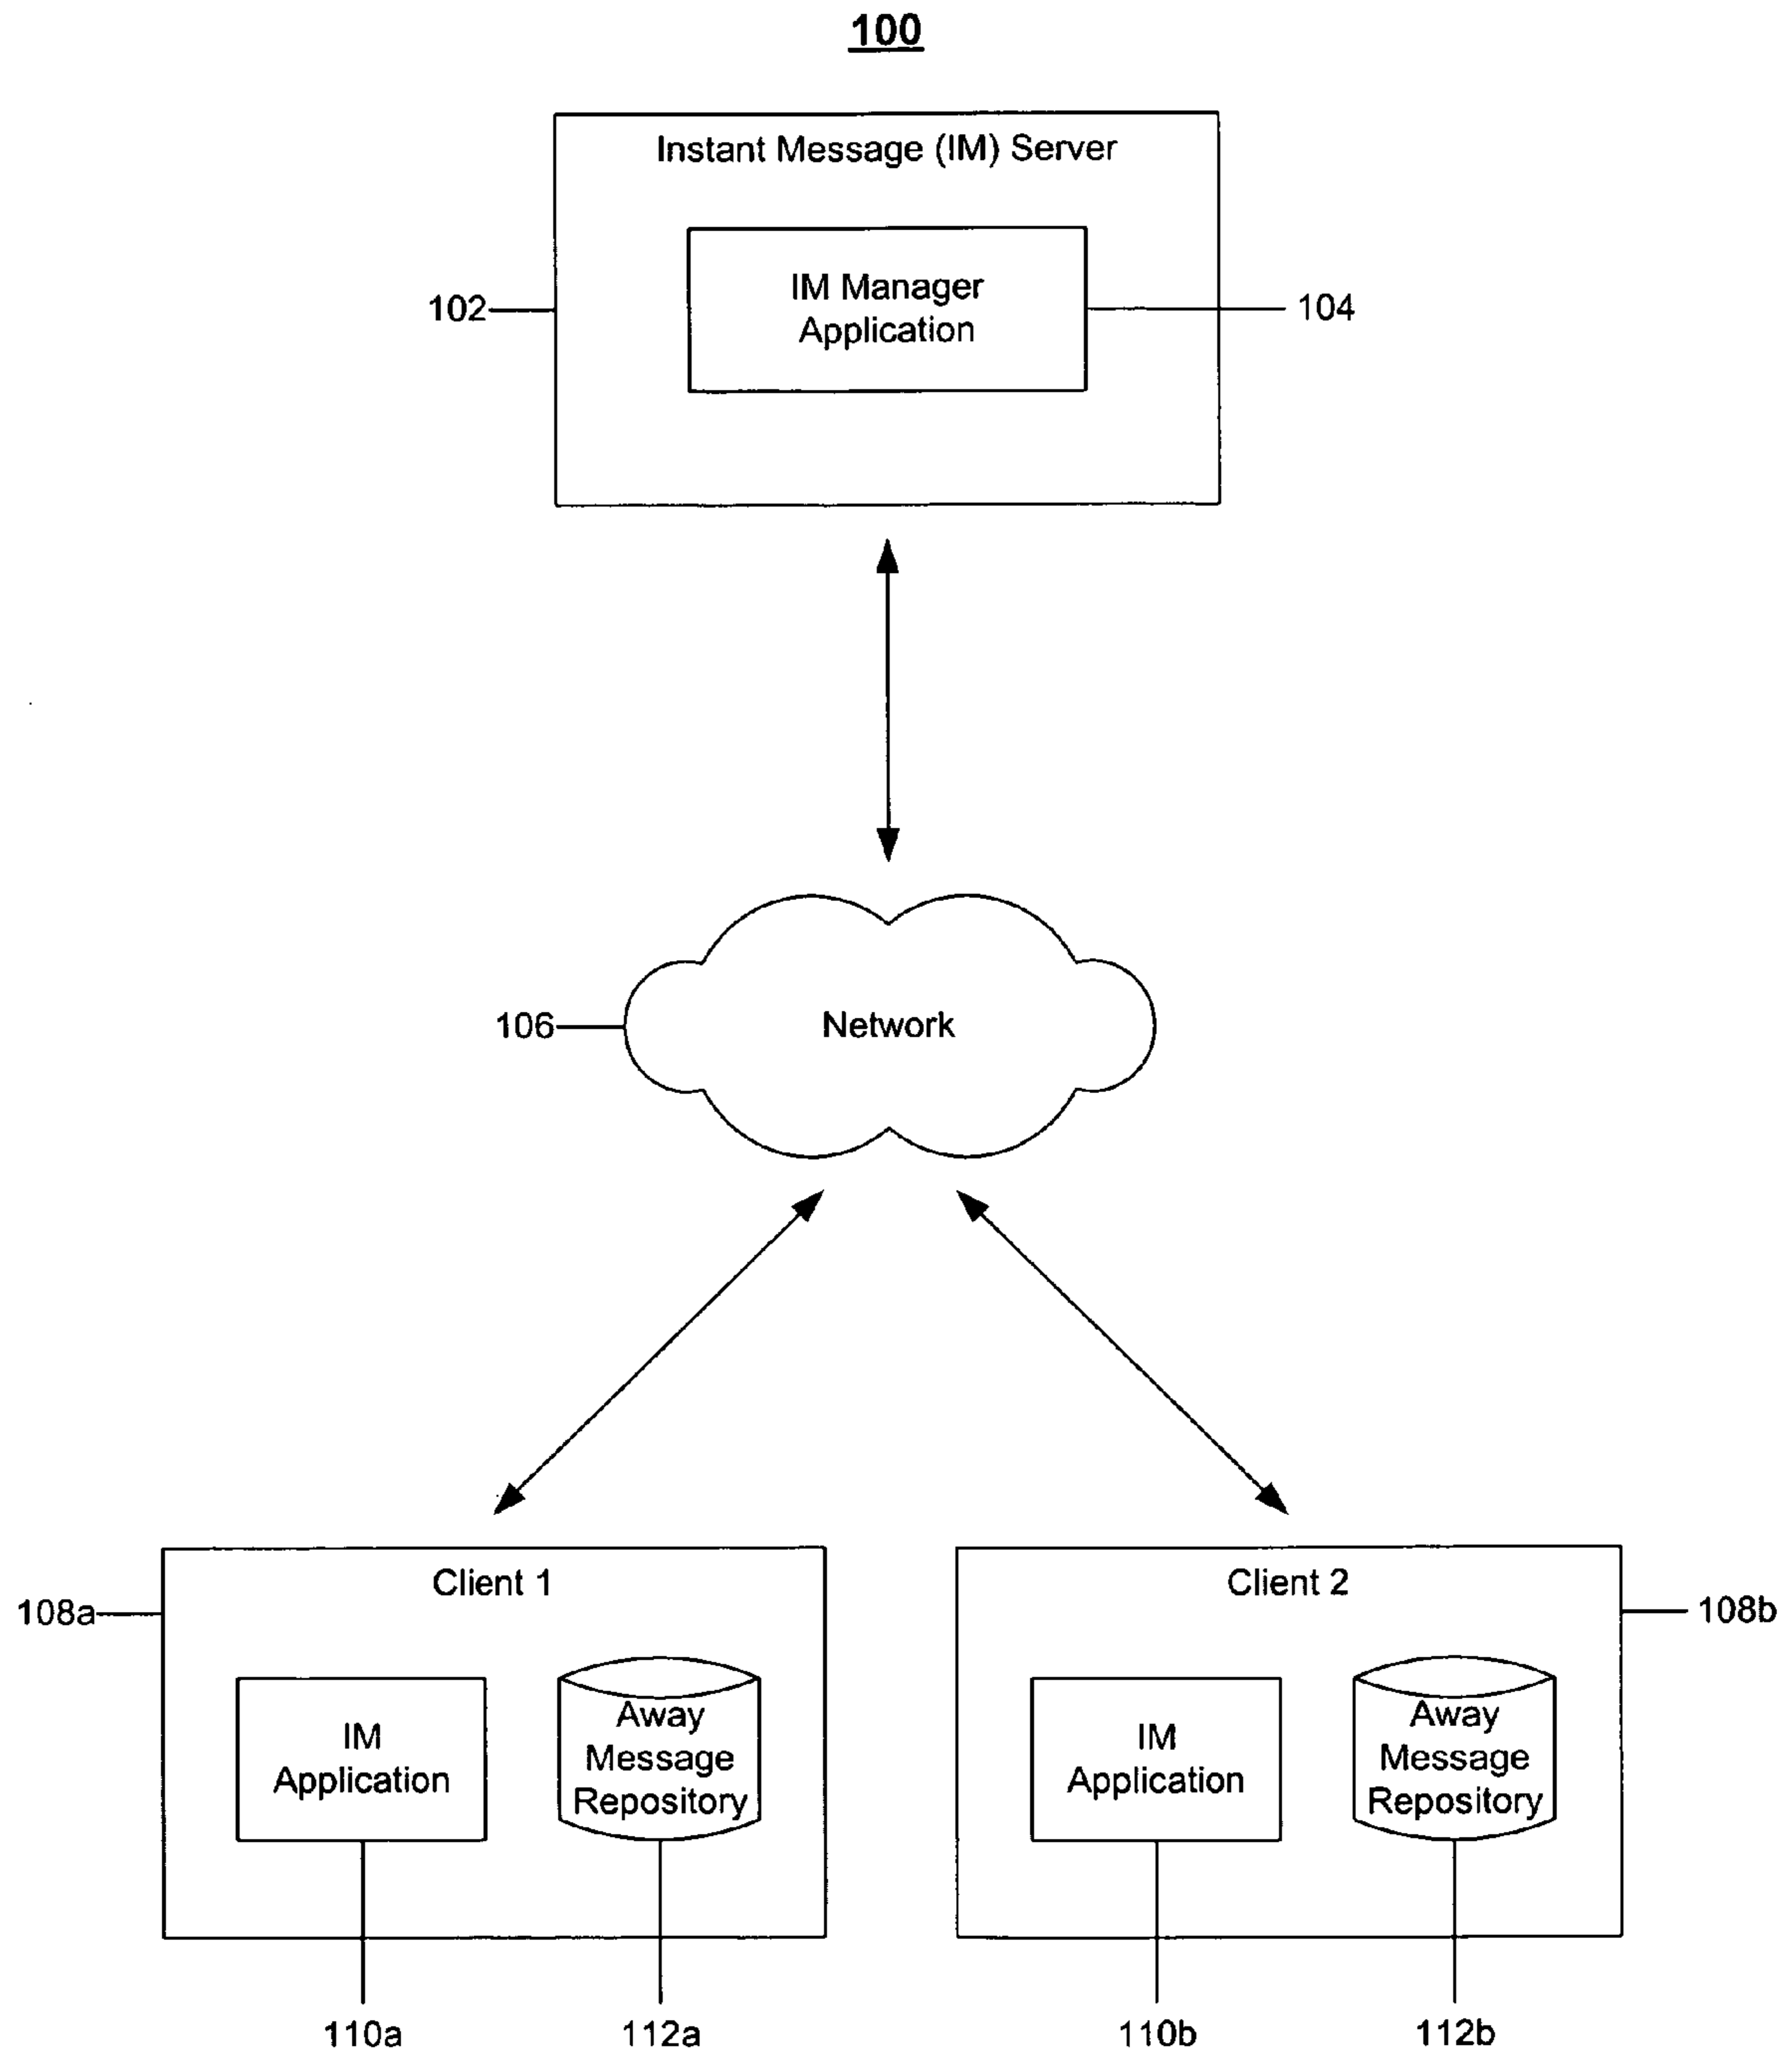 100
Instant Message (IM) Server
IM Manager
Application
102
104
Network
106
Client 1
108a
IM
Application
Away
Message
Repository
110a
112a
Client 2
108b
IM
Application
Away
Message
Repository
110b
112b